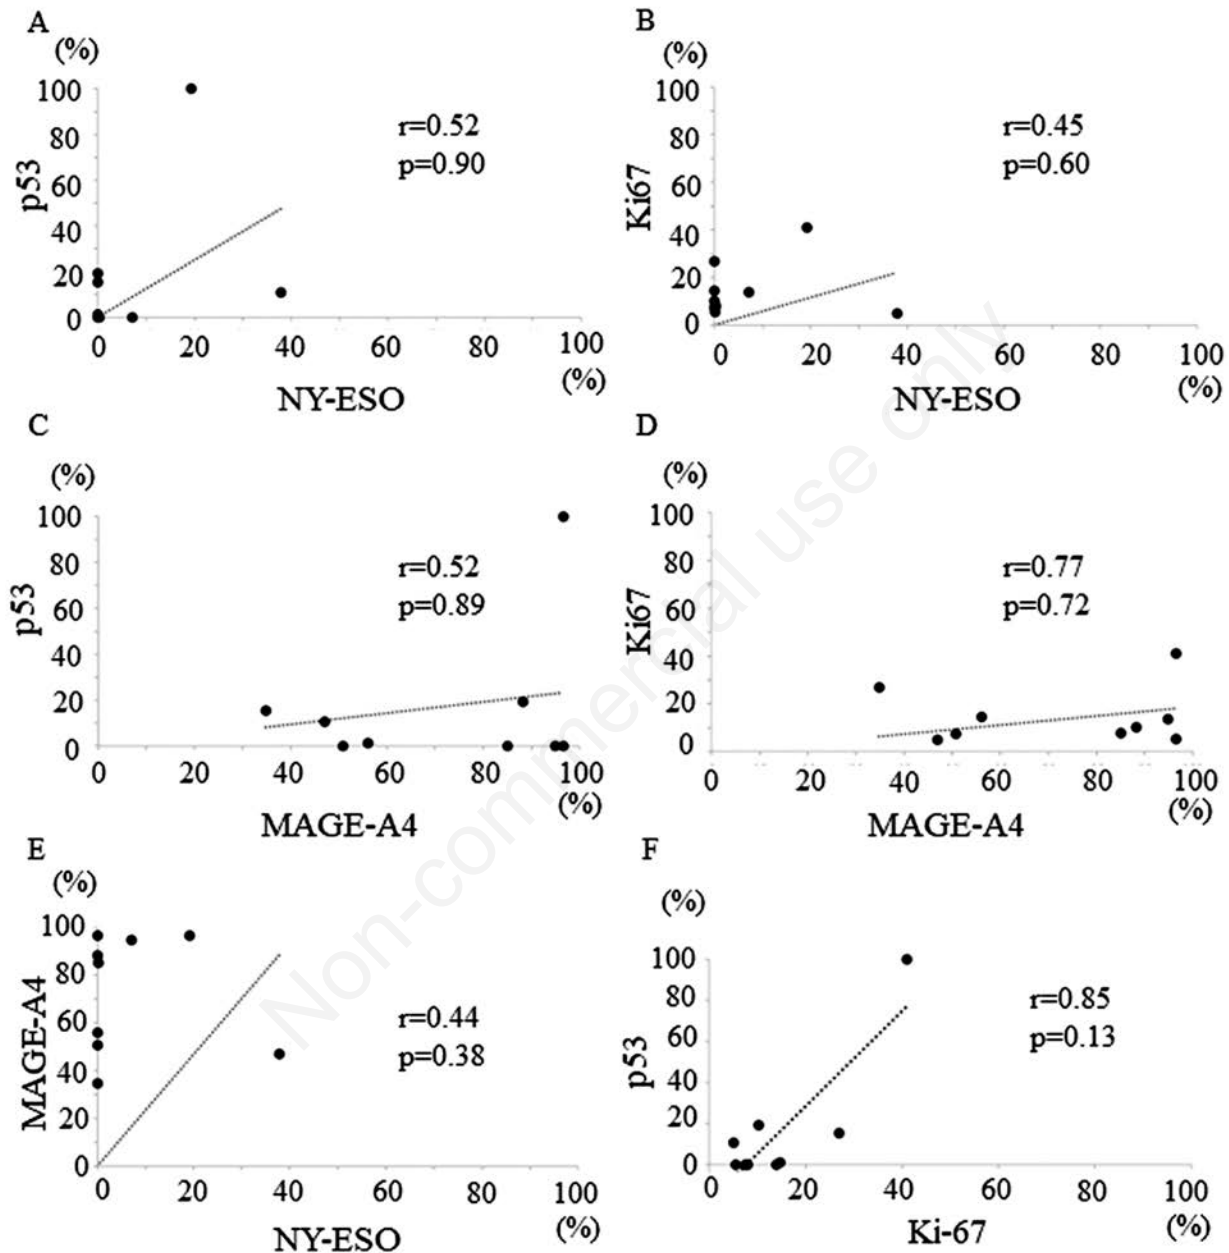 A
(%)
100
80
60
40
20
0
p53
r=0.52
p=0.90
0 20 40 60 80 100
(%)
NY-ESO
B
(%)
100
80
60
40
20
0
Ki67
r=0.45
p=0.60
0 20 40 60 80 100
(%)
NY-ESO
C
(%)
100
80
60
40
20
0
p53
r=0.52
p=0.89
0 20 40 60 80 100
(%)
MAGE-A4
D
(%)
100
80
60
40
20
0
Ki67
r=0.77
p=0.72
0 20 40 60 80 100
(%)
MAGE-A4
E
(%)
100
80
60
40
20
0
MAGE-A4
r=0.44
p=0.38
0 20 40 60 80 100
(%)
NY-ESO
F
(%)
100
80
60
40
20
0
p53
r=0.85
p=0.13
0 20 40 60 80 100
(%)
Ki-67
Non-commercial use only